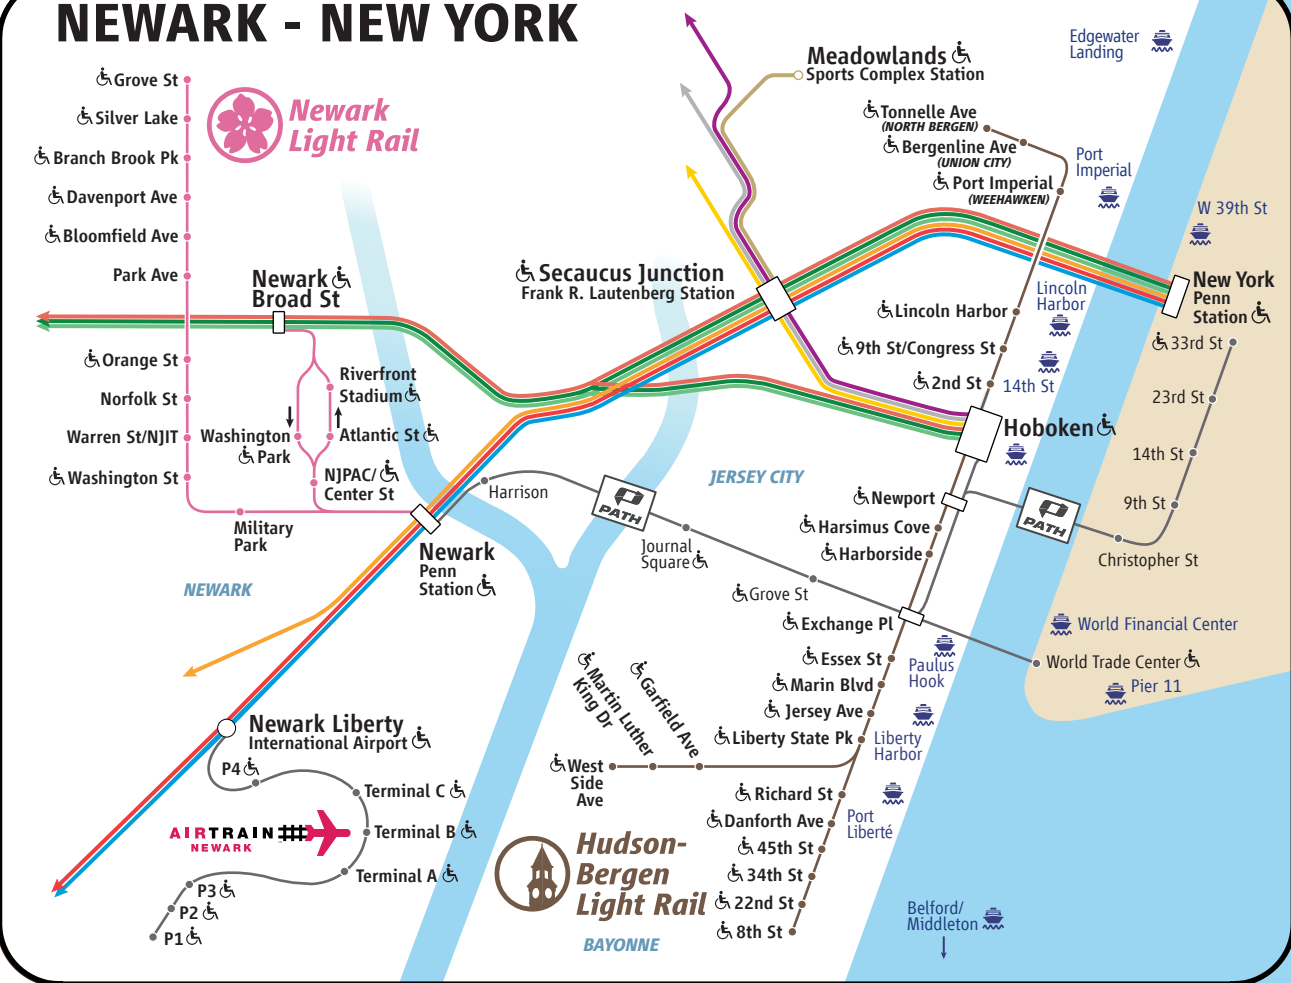 NEWARK - NEW YORK
Grove St
Silver Lake
Branch Brook Pk
Davenport Ave
Bloomfield Ave
Park Ave
Orange St
Norfolk St
Warren St/NJIT
Washington St
Military
Park
Newark
Light Rail
Newark
Broad St
Riverfront
Stadium
Washington
Park
Atlantic St
NJPAC/
Center St
Newark
Penn
Station
NEWARK
Harrison
PATH
Journal
Square
Grove St
JERSEY CITY
Secaucus Junction
Frank R. Lautenberg Station
Meadowlands
Sports Complex Station
Tonnelle Ave
(NORTH BERGEN)
Bergenline Ave
(UNION CITY)
Port Imperial
(WEEHAWKEN)
Lincoln Harbor
9th St/Congress St
2nd St
Hoboken
Newport
Harsimus Cove
Harborside
Exchange Pl
Essex St
Marin Blvd
Jersey Ave
Liberty State Pk
Garfield Ave
Martin Luther
King Dr
West
Side
Ave
Richard St
Danforth Ave
45th St
34th St
22nd St
8th St
Hudson-
Bergen
Light Rail
BAYONNE
Newark Liberty
International Airport
P4
Terminal C
Terminal B
Terminal A
AIRTRAIN
NEWARK
P3
P2
P1
Edgewater
Landing
Port
Imperial
W 39th St
Lincoln
Harbor
14th St
New York
Penn
Station
33rd St
23rd St
14th St
9th St
PATH
Christopher St
World Financial Center
World Trade Center
Pier 11
Paulus
Hook
Liberty
Harbor
Port
Liberté
Belford/
Middleton